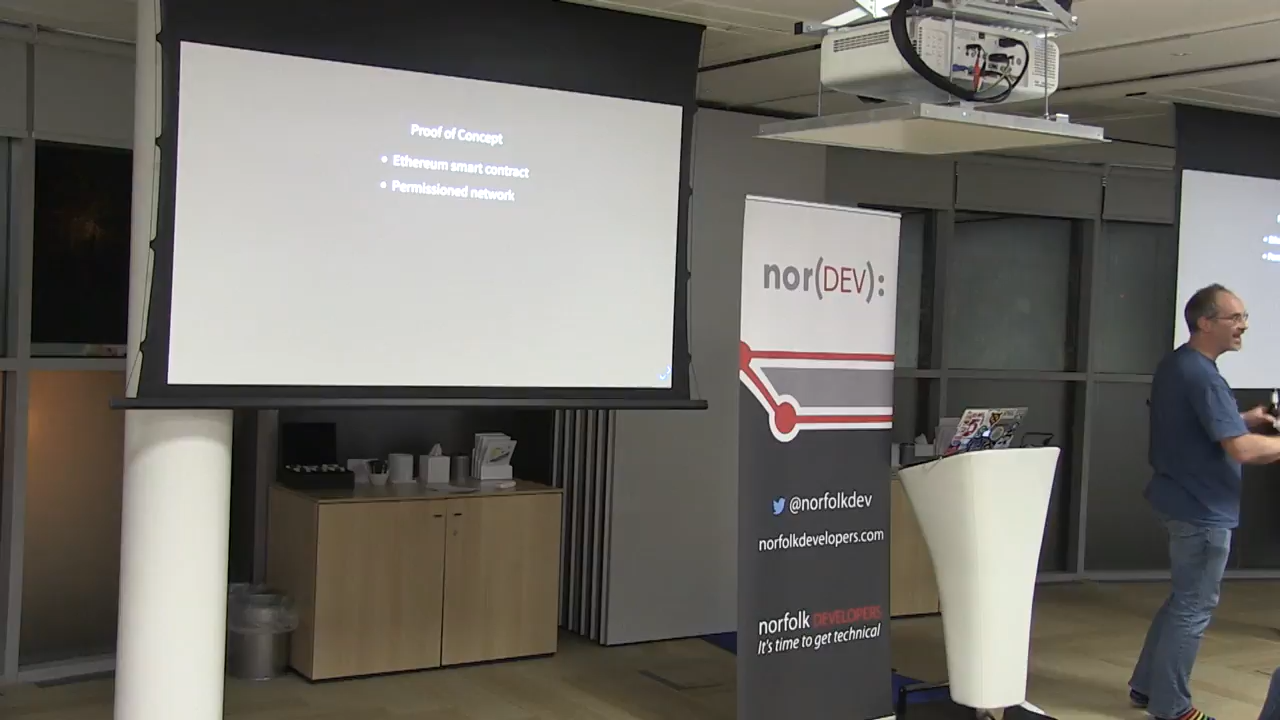 Proof of Concept
• Ethereum smart contract
• Permissioned network
nor(DEV):
@norfolkdev
norfolkdevelopers.com
norfolk DEVELOPERS
It's time to get technical